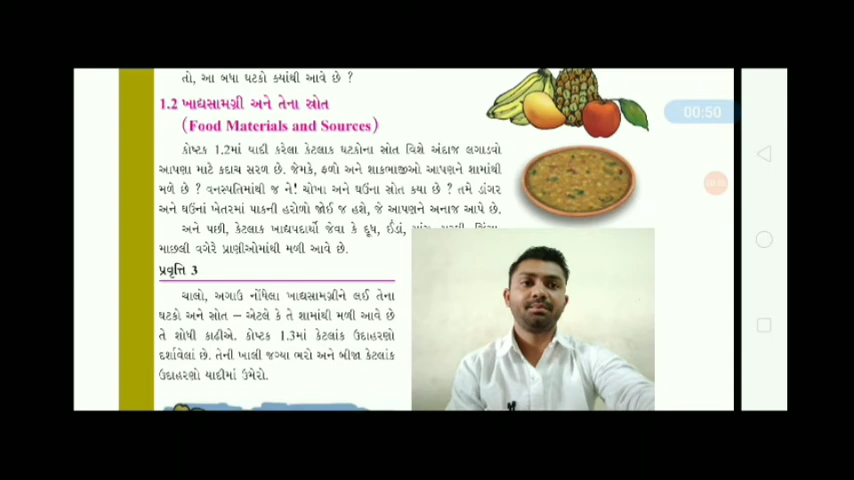 તો, આ બધા ઘટકો ક્યાંથી આવે છે ?
1.2 ખાદ્યસામગ્રી અને તેના સ્રોત
(Food Materials and Sources)
કોષ્ટક 1.2માં યાદી કરેલા કેટલાક ઘટકોના સ્રોત વિશે અંદાજ લગાડવો
આપણા માટે કદાચ સરળ છે. જેમકે, ફળો અને શાકભાજીઓ આપણને શામાંથી
મળે છે ? વનસ્પતિમાંથી જ ને! ચોખા અને ઘઉંના સ્રોત ક્યા છે ? તમે ડાંગર
અને ઘઉંનાં ખેતરમાં પાકની હરોળો જોઈ જ હશે, જે આપણને અનાજ આપે છે.
અને પછી, કેટલાક ખાદ્યપદાર્થો જેવા કે દૂધ, ઈંડાં,
માછલી વગેરે પ્રાણીઓમાંથી મળી આવે છે.
પ્રવૃત્તિ 3
ચાલો, અગાઉ નોંધેલા ખાદ્યસામગ્રીને લઈ તેના
ઘટકો અને સ્રોત – એટલે કે તે શામાંથી મળી આવે છે
તે શોધી કાઢીએ. કોષ્ટક 1.3માં કેટલાંક ઉદાહરણો
દર્શાવેલાં છે. તેની ખાલી જગ્યા ભરો અને બીજા કેટલાંક
ઉદાહરણો યાદીમાં ઉમેરો.
00:50